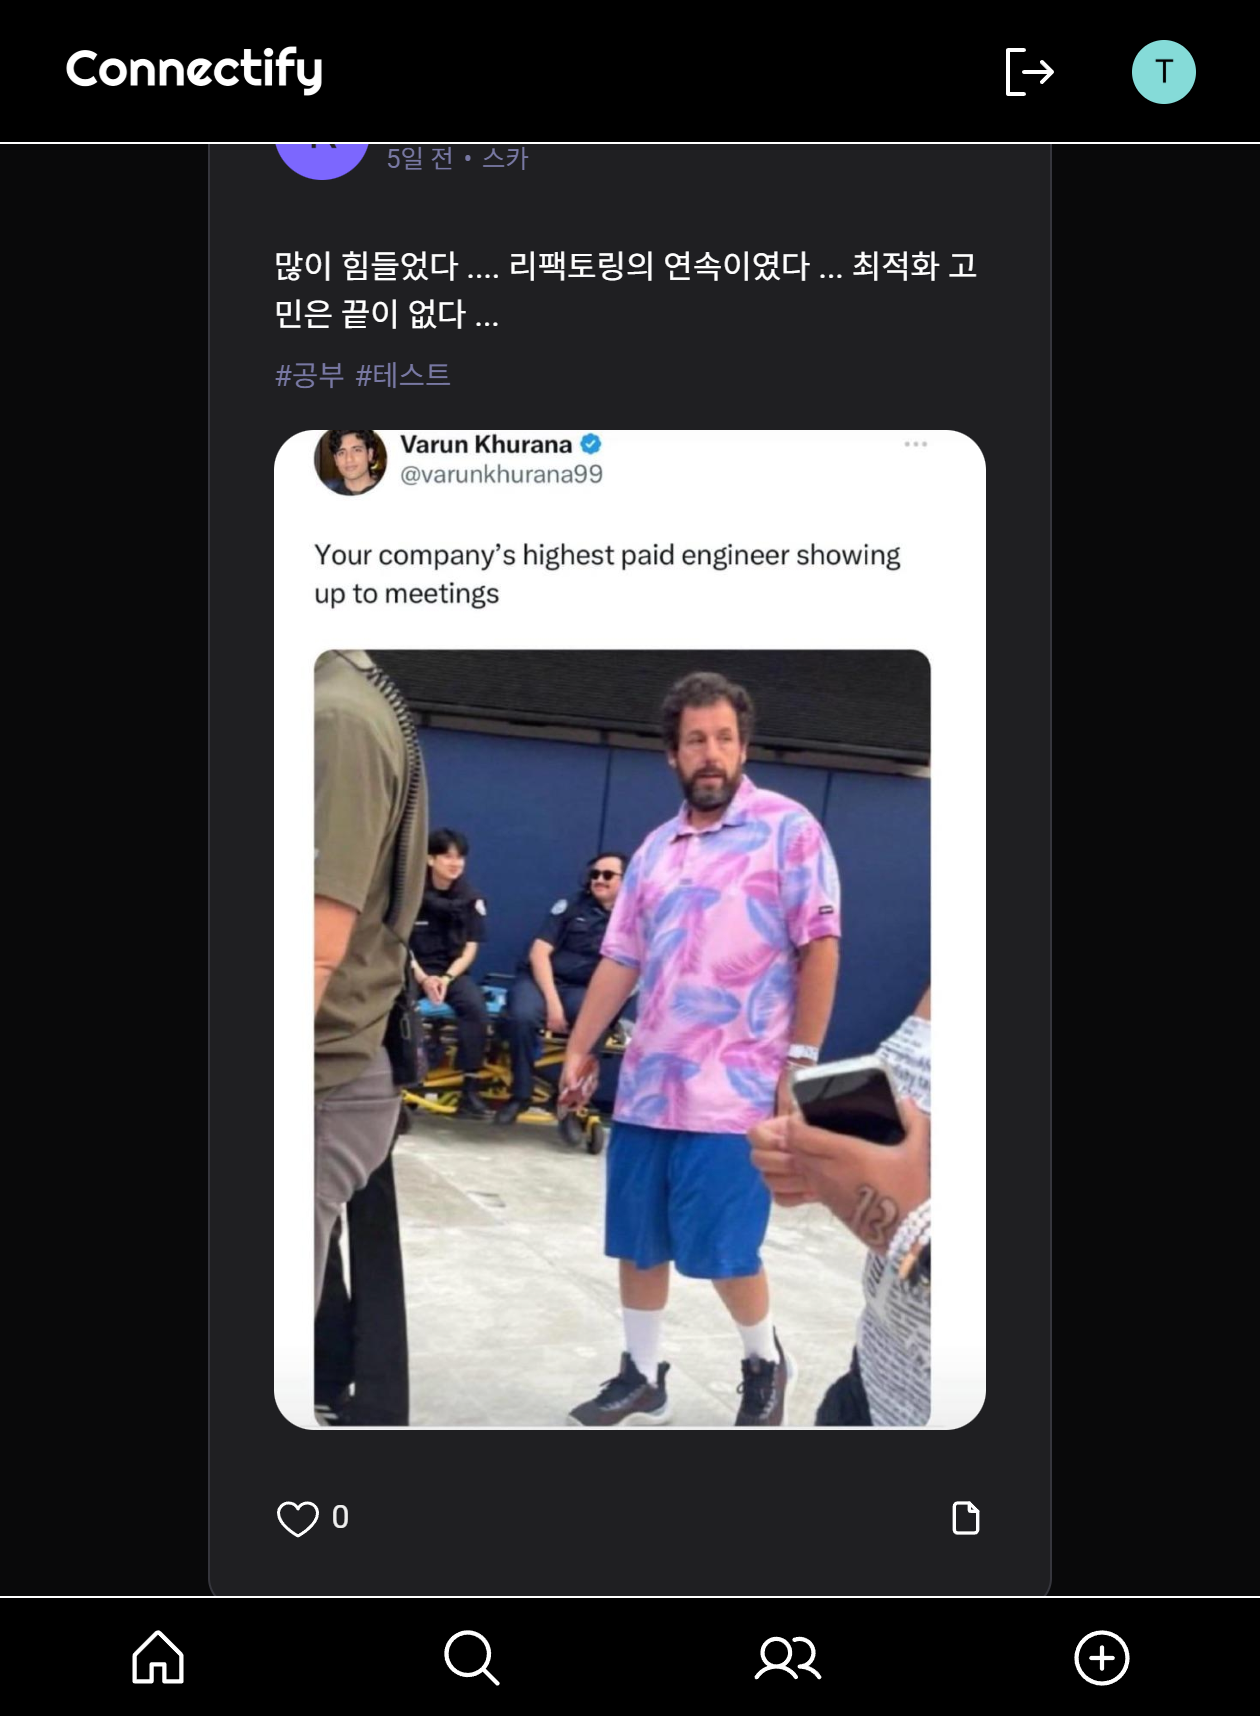 Connectify
T
5일 전 • 스카
많이 힘들었다 .... 리팩토링의 연속이였다 ... 최적화 고
민은 끝이 없다 ...
#공부 #테스트
Varun Khurana
@varunkhurana99
Your company’s highest paid engineer showing
up to meetings
13
0